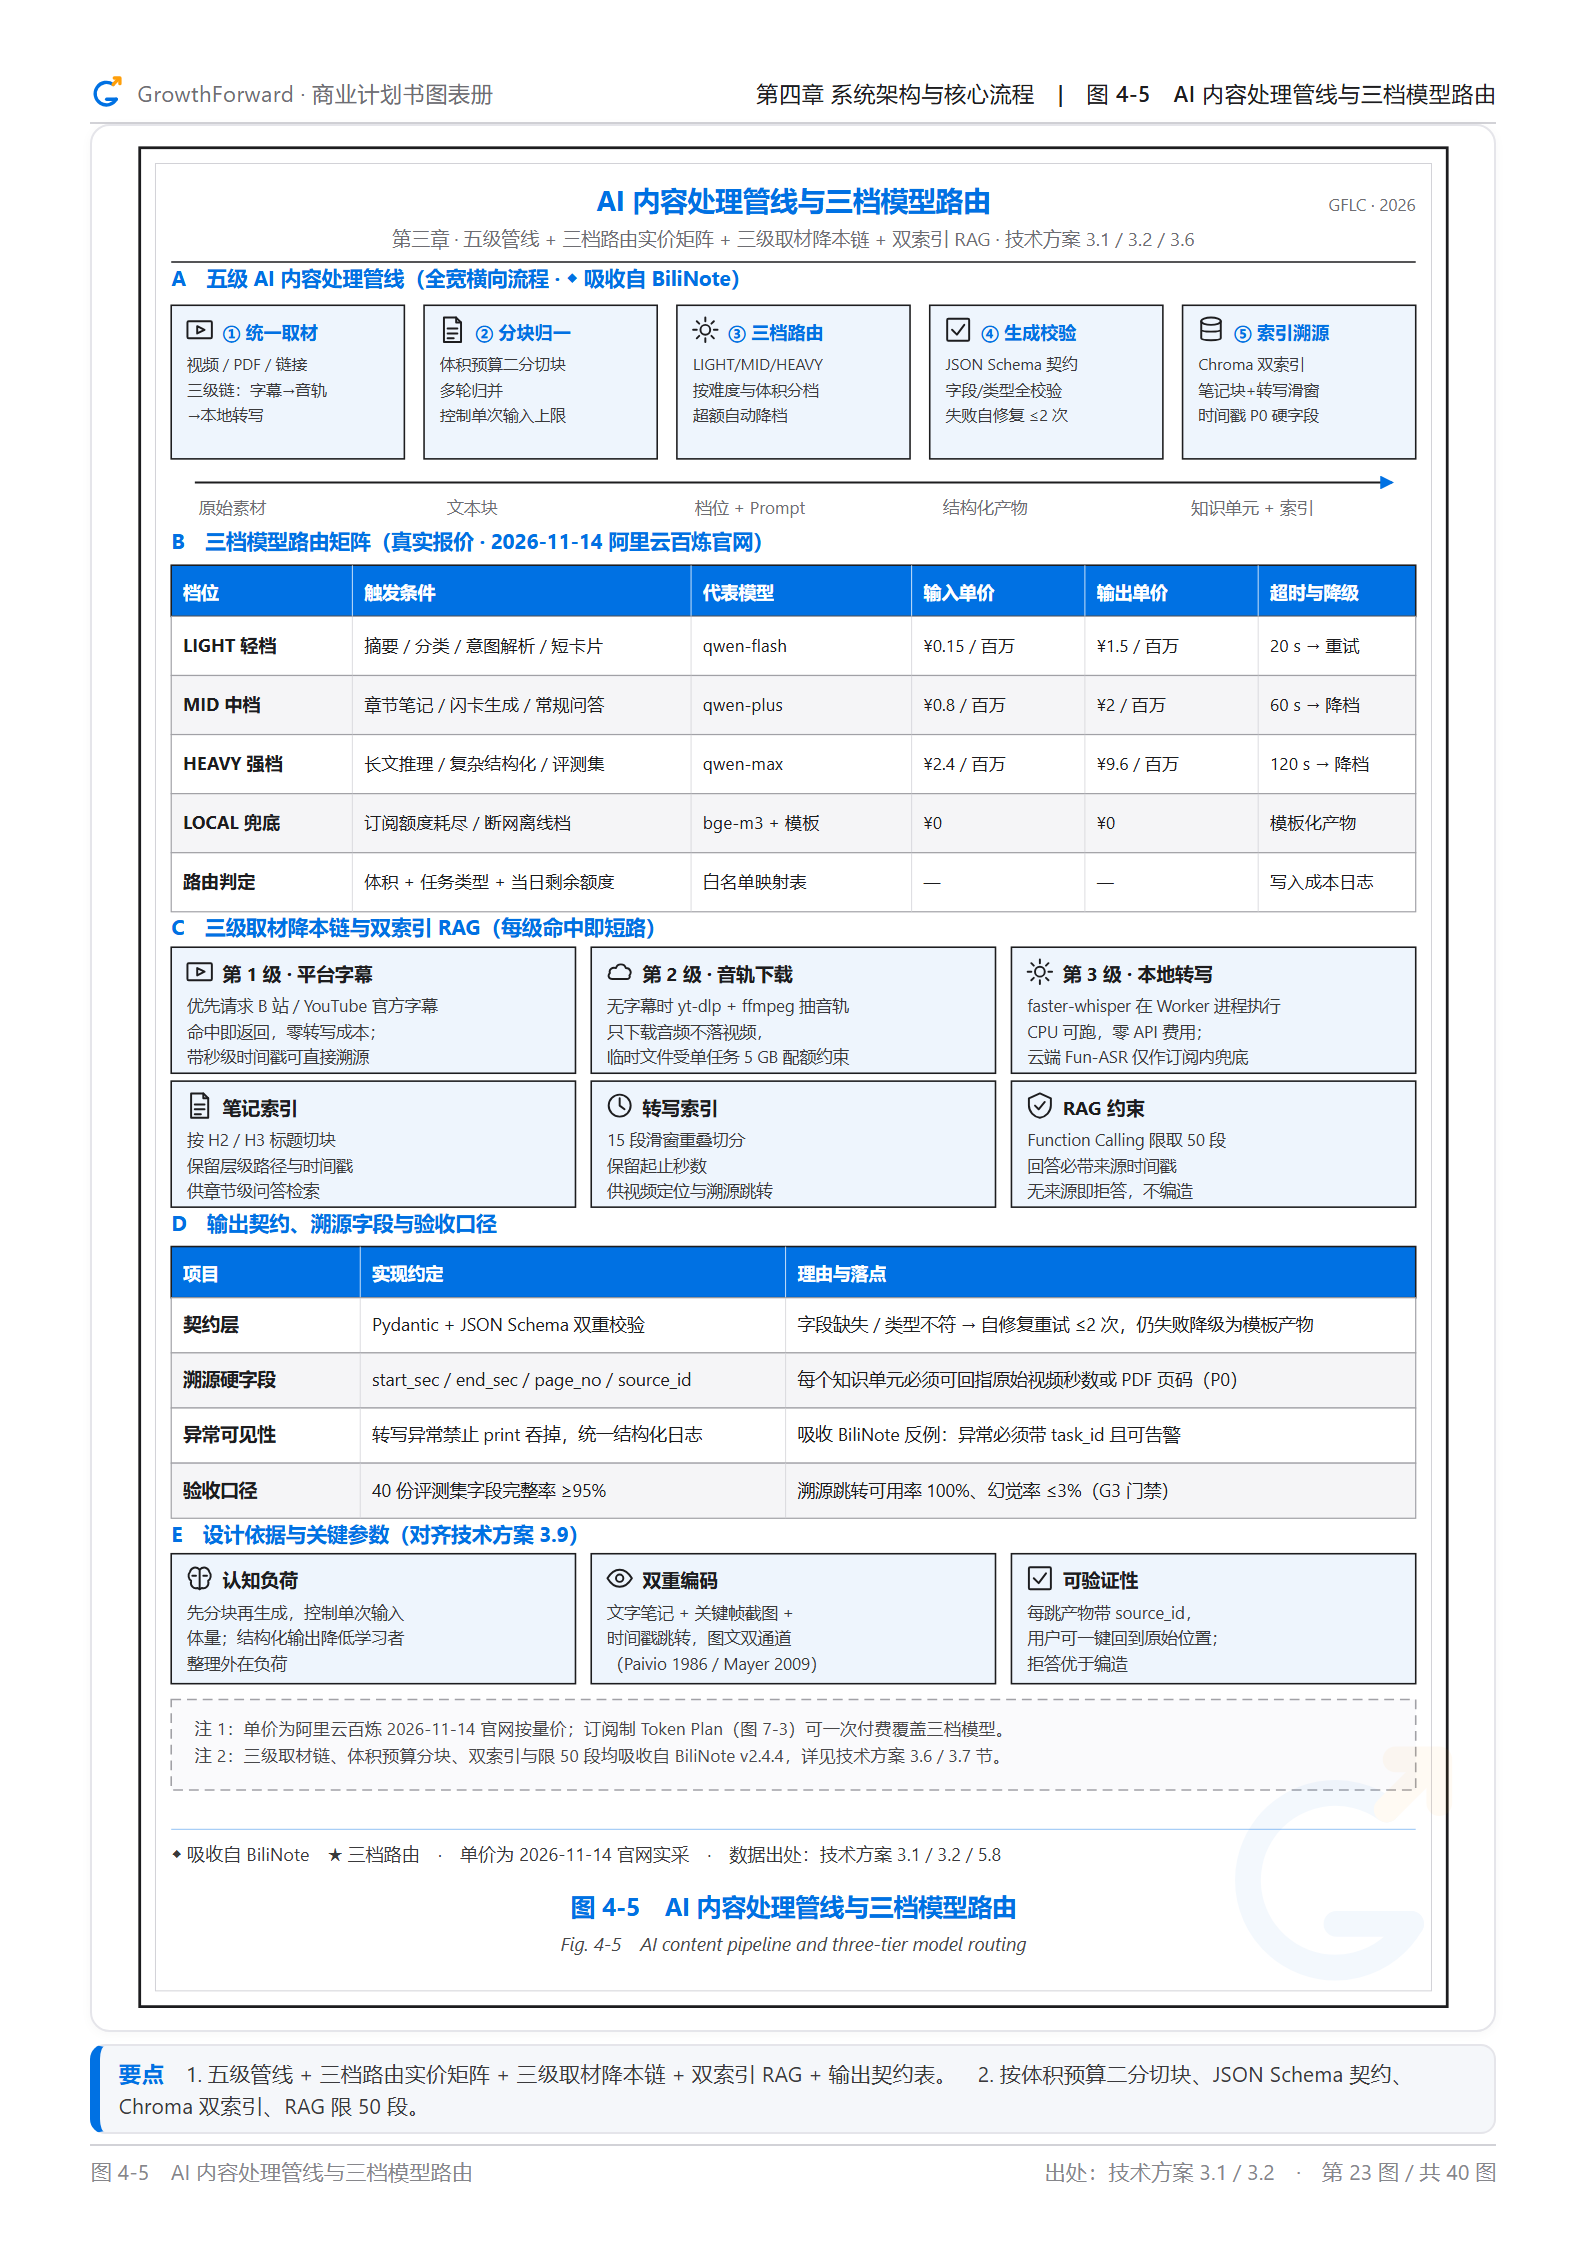 GrowthForward · 商业计划书图表册
第四章 系统架构与核心流程 | 图 4-5 AI 内容处理管线与三档模型路由
AI 内容处理管线与三档模型路由
GFLC · 2026
第三章 · 五级管线 + 三档路由实价矩阵 + 三级取材降本链 + 双索引 RAG · 技术方案 3.1 / 3.2 / 3.6
A 五级 AI 内容处理管线（全宽横向流程 · ◆ 吸收自 BiliNote）
① 统一取材
视频 / PDF / 链接
三级链：字幕→音轨
→本地转写
② 分块归一
体积预算二分切块
多轮归并
控制单次输入上限
③ 三档路由
LIGHT/MID/HEAVY
按难度与体积分档
超额自动降档
④ 生成校验
JSON Schema 契约
字段/类型全校验
失败自修复 ≤2 次
⑤ 索引溯源
Chroma 双索引
笔记块+转写滑窗
时间戳 P0 硬字段
原始素材 文本块 档位 + Prompt 结构化产物 知识单元 + 索引
B 三档模型路由矩阵（真实报价 · 2026-11-14 阿里云百炼官网）
档位 触发条件 代表模型 输入单价 输出单价 超时与降级
LIGHT 轻档 摘要 / 分类 / 意图解析 / 短卡片 qwen-flash ¥0.15 / 百万 ¥1.5 / 百万 20 s → 重试
MID 中档 章节笔记 / 闪卡生成 / 常规问答 qwen-plus ¥0.8 / 百万 ¥2 / 百万 60 s → 降档
HEAVY 强档 长文推理 / 复杂结构化 / 评测集 qwen-max ¥2.4 / 百万 ¥9.6 / 百万 120 s → 降档
LOCAL 兜底 订阅额度耗尽 / 断网离线档 bge-m3 + 模板 ¥0 ¥0 模板化产物
路由判定 体积 + 任务类型 + 当日剩余额度 白名单映射表 — — 写入成本日志
C 三级取材降本链与双索引 RAG（每级命中即短路）
第 1 级 · 平台字幕
优先请求 B 站 / YouTube 官方字幕
命中即返回，零转写成本；
带秒级时间戳可直接溯源
第 2 级 · 音轨下载
无字幕时 yt-dlp + ffmpeg 抽音轨
只下载音频不落视频，
临时文件受单任务 5 GB 配额约束
第 3 级 · 本地转写
faster-whisper 在 Worker 进程执行
CPU 可跑，零 API 费用；
云端 Fun-ASR 仅作订阅内兜底
笔记索引
按 H2 / H3 标题切块
保留层级路径与时间戳
供章节级问答检索
转写索引
15 段滑窗重叠切分
保留起止秒数
供视频定位与溯源跳转
RAG 约束
Function Calling 限取 50 段
回答必带来源时间戳
无来源即拒答，不编造
D 输出契约、溯源字段与验收口径
项目 实现约定 理由与落点
契约层 Pydantic + JSON Schema 双重校验 字段缺失 / 类型不符 → 自修复重试 ≤2 次，仍失败降级为模板产物
溯源硬字段 start_sec / end_sec / page_no / source_id 每个知识单元必须可回指原始视频秒数或 PDF 页码（P0）
异常可见性 转写异常禁止 print 吞掉，统一结构化日志 吸收 BiliNote 反例：异常必须带 task_id 且可告警
验收口径 40 份评测集字段完整率 ≥95% 溯源跳转可用率 100%、幻觉率 ≤3%（G3 门禁）
E 设计依据与关键参数（对齐技术方案 3.9）
认知负荷
先分块再生成，控制单次输入
体量；结构化输出降低学习者
整理外在负荷
双重编码
文字笔记 + 关键帧截图 +
时间戳跳转，图文双通道
（Paivio 1986 / Mayer 2009）
可验证性
每跳产物带 source_id，
用户可一键回到原始位置；
拒答优于编造
注 1：单价为阿里云百炼 2026-11-14 官网按量价；订阅制 Token Plan（图 7-3）可一次付费覆盖三档模型。
注 2：三级取材链、体积预算分块、双索引与限 50 段均吸收自 BiliNote v2.4.4，详见技术方案 3.6 / 3.7 节。
◆ 吸收自 BiliNote ★ 三档路由 · 单价为 2026-11-14 官网实采 · 数据出处：技术方案 3.1 / 3.2 / 5.8
图 4-5 AI 内容处理管线与三档模型路由
Fig. 4-5 AI content pipeline and three-tier model routing
要点 1. 五级管线 + 三档路由实价矩阵 + 三级取材降本链 + 双索引 RAG + 输出契约表。 2. 按体积预算二分切块、JSON Schema 契约、
Chroma 双索引、RAG 限 50 段。
图 4-5 AI 内容处理管线与三档模型路由
出处：技术方案 3.1 / 3.2 · 第 23 图 / 共 40 图